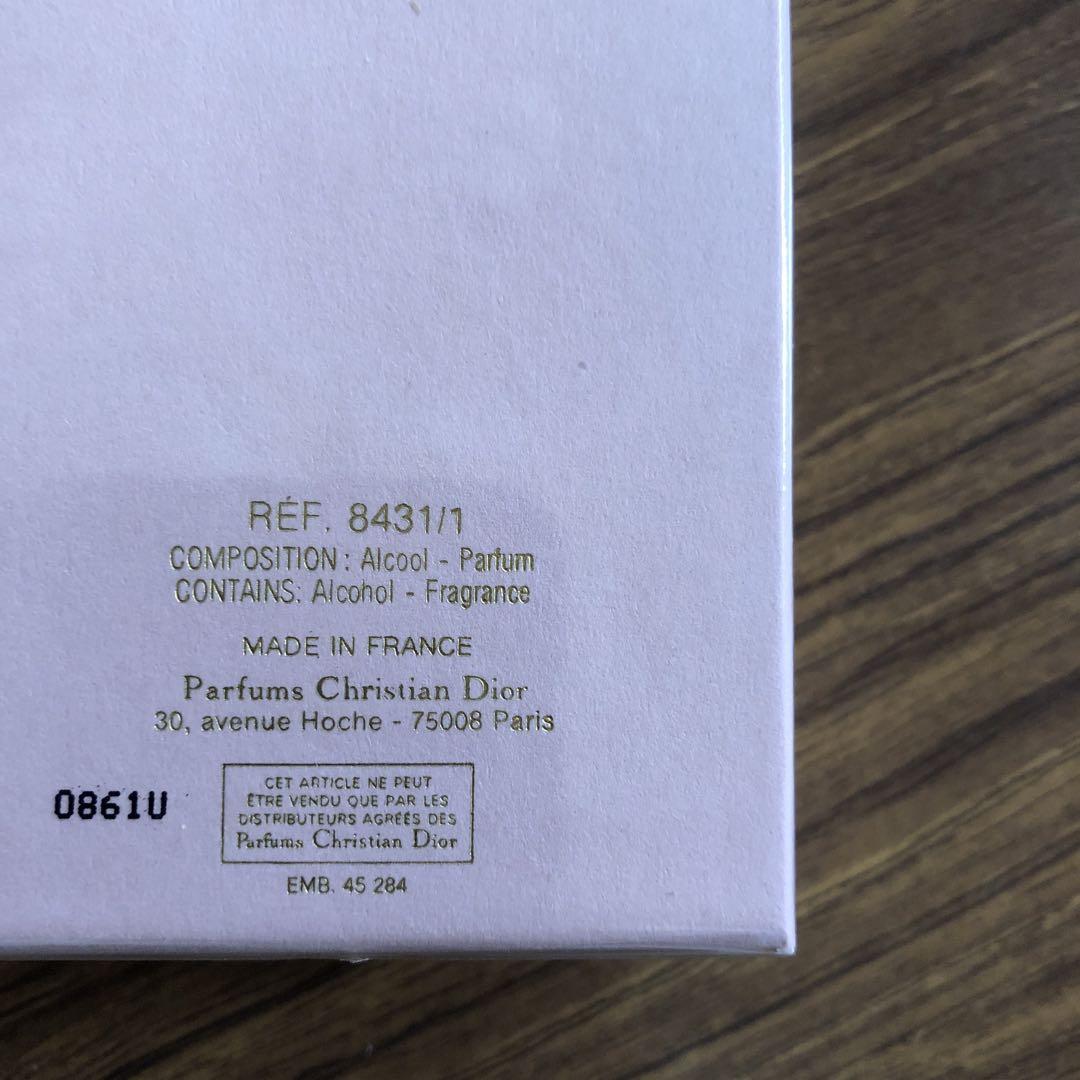 RÉF. 8431/1
COMPOSITION : Alcool - Parfum
CONTAINS: Alcohol - Fragrance
MADE IN FRANCE
Parfums Christian Dior
30, avenue Hoche - 75008 Paris
0861U
CET ARTICLE NE PEUT
ÊTRE VENDU QUE PAR LES
DISTRIBUTEURS AGRÉÉS DES
Parfums Christian Dior
EMB. 45 284